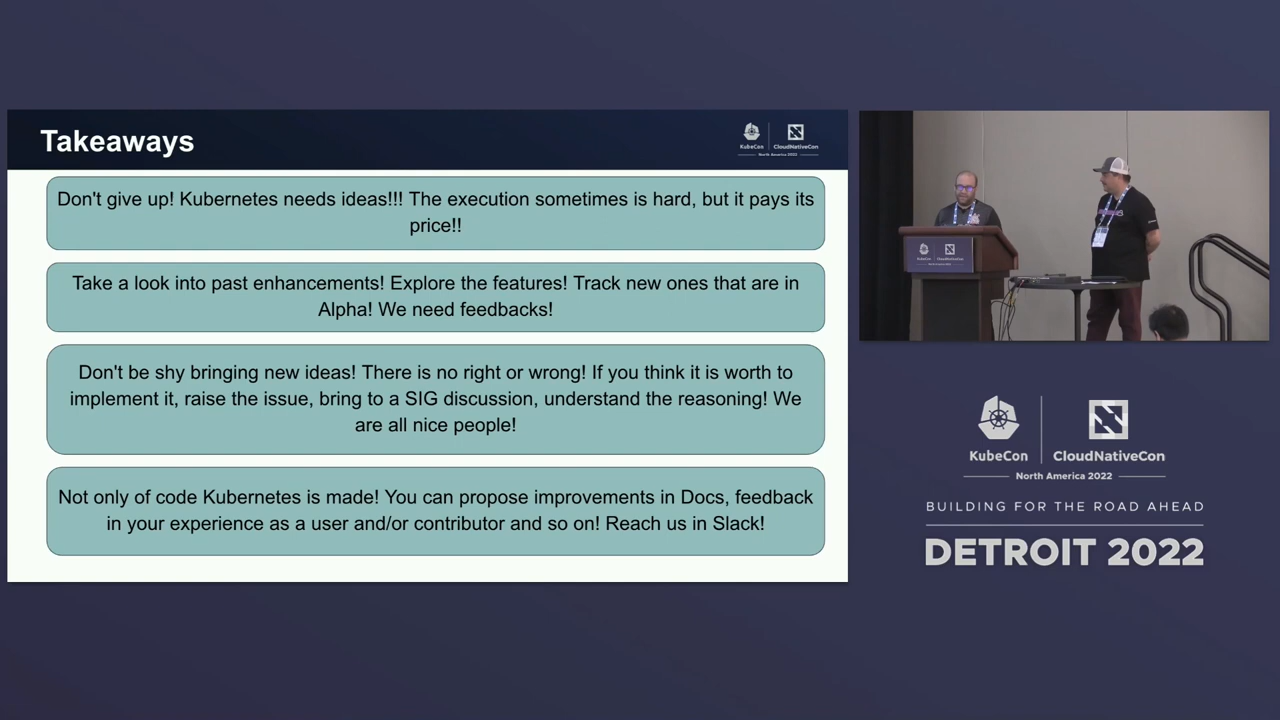 Takeaways
KubeCon
CloudNativeCon
North America 2022
Don't give up! Kubernetes needs ideas!!! The execution sometimes is hard, but it pays its
price!!
Take a look into past enhancements! Explore the features! Track new ones that are in
Alpha! We need feedbacks!
Don't be shy bringing new ideas! There is no right or wrong! If you think it is worth to
implement it, raise the issue, bring to a SIG discussion, understand the reasoning! We
are all nice people!
Not only of code Kubernetes is made! You can propose improvements in Docs, feedback
in your experience as a user and/or contributor and so on! Reach us in Slack!
KubeCon
CloudNativeCon
North America 2022
BUILDING FOR THE ROAD AHEAD
DETROIT 2022